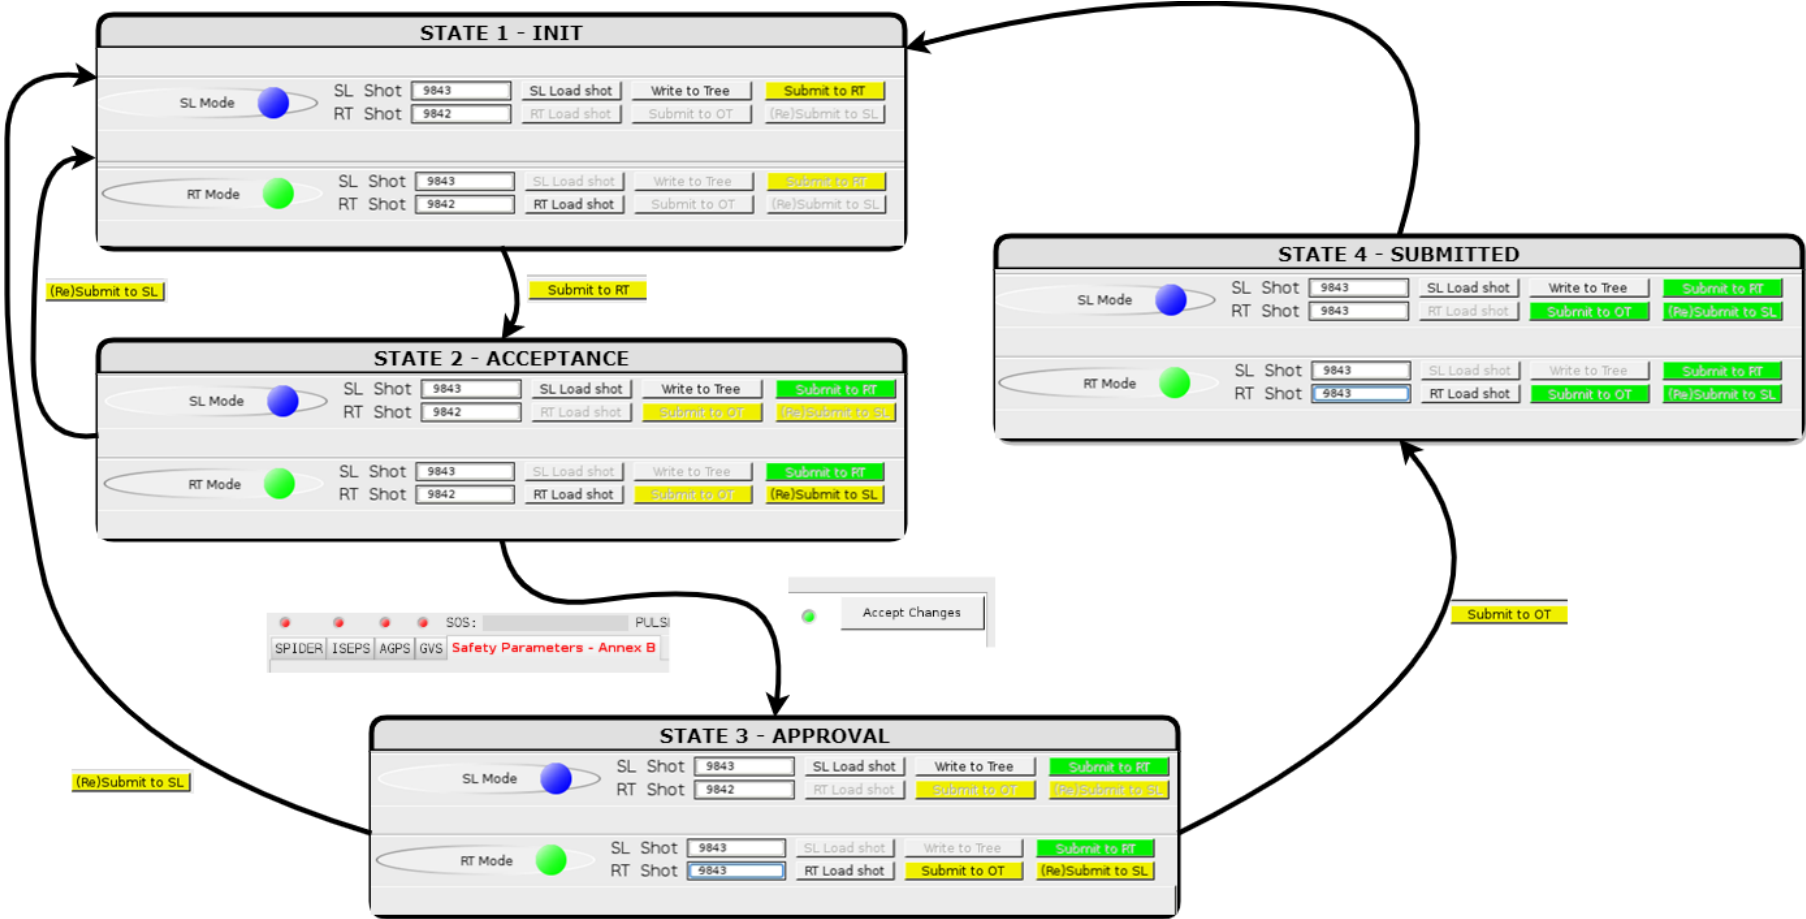 STATE 1 - INIT
SL Mode SL Shot 9843 SL Load shot Write to Tree Submit to RT
RT Shot 9842 RT Load shot Submit to OT (Re)Submit to SL
RT Mode SL Shot 9843 SL Load shot Write to Tree Submit to RT
RT Shot 9842 RT Load shot Submit to OT (Re)Submit to SL
(Re)Submit to SL
Submit to RT
STATE 2 - ACCEPTANCE
SL Mode SL Shot 9843 SL Load shot Write to Tree Submit to RT
RT Shot 9842 RT Load shot Submit to OT (Re)Submit to SL
RT Mode SL Shot 9843 SL Load shot Write to Tree Submit to RT
RT Shot 9842 RT Load shot Submit to OT (Re)Submit to SL
STATE 4 - SUBMITTED
SL Mode SL Shot 9843 SL Load shot Write to Tree Submit to RT
RT Shot 9843 RT Load shot Submit to OT (Re)Submit to SL
RT Mode SL Shot 9843 SL Load shot Write to Tree Submit to RT
RT Shot 9843 RT Load shot Submit to OT (Re)Submit to SL
SOS: PULS
SPIDER ISEPS AGPS GVS Safety Parameters - Annex B
Accept Changes
Submit to OT
(Re)Submit to SL
STATE 3 - APPROVAL
SL Mode SL Shot 9843 SL Load shot Write to Tree Submit to RT
RT Shot 9842 RT Load shot Submit to OT (Re)Submit to SL
RT Mode SL Shot 9843 SL Load shot Write to Tree Submit to RT
RT Shot 9843 RT Load shot Submit to OT (Re)Submit to SL